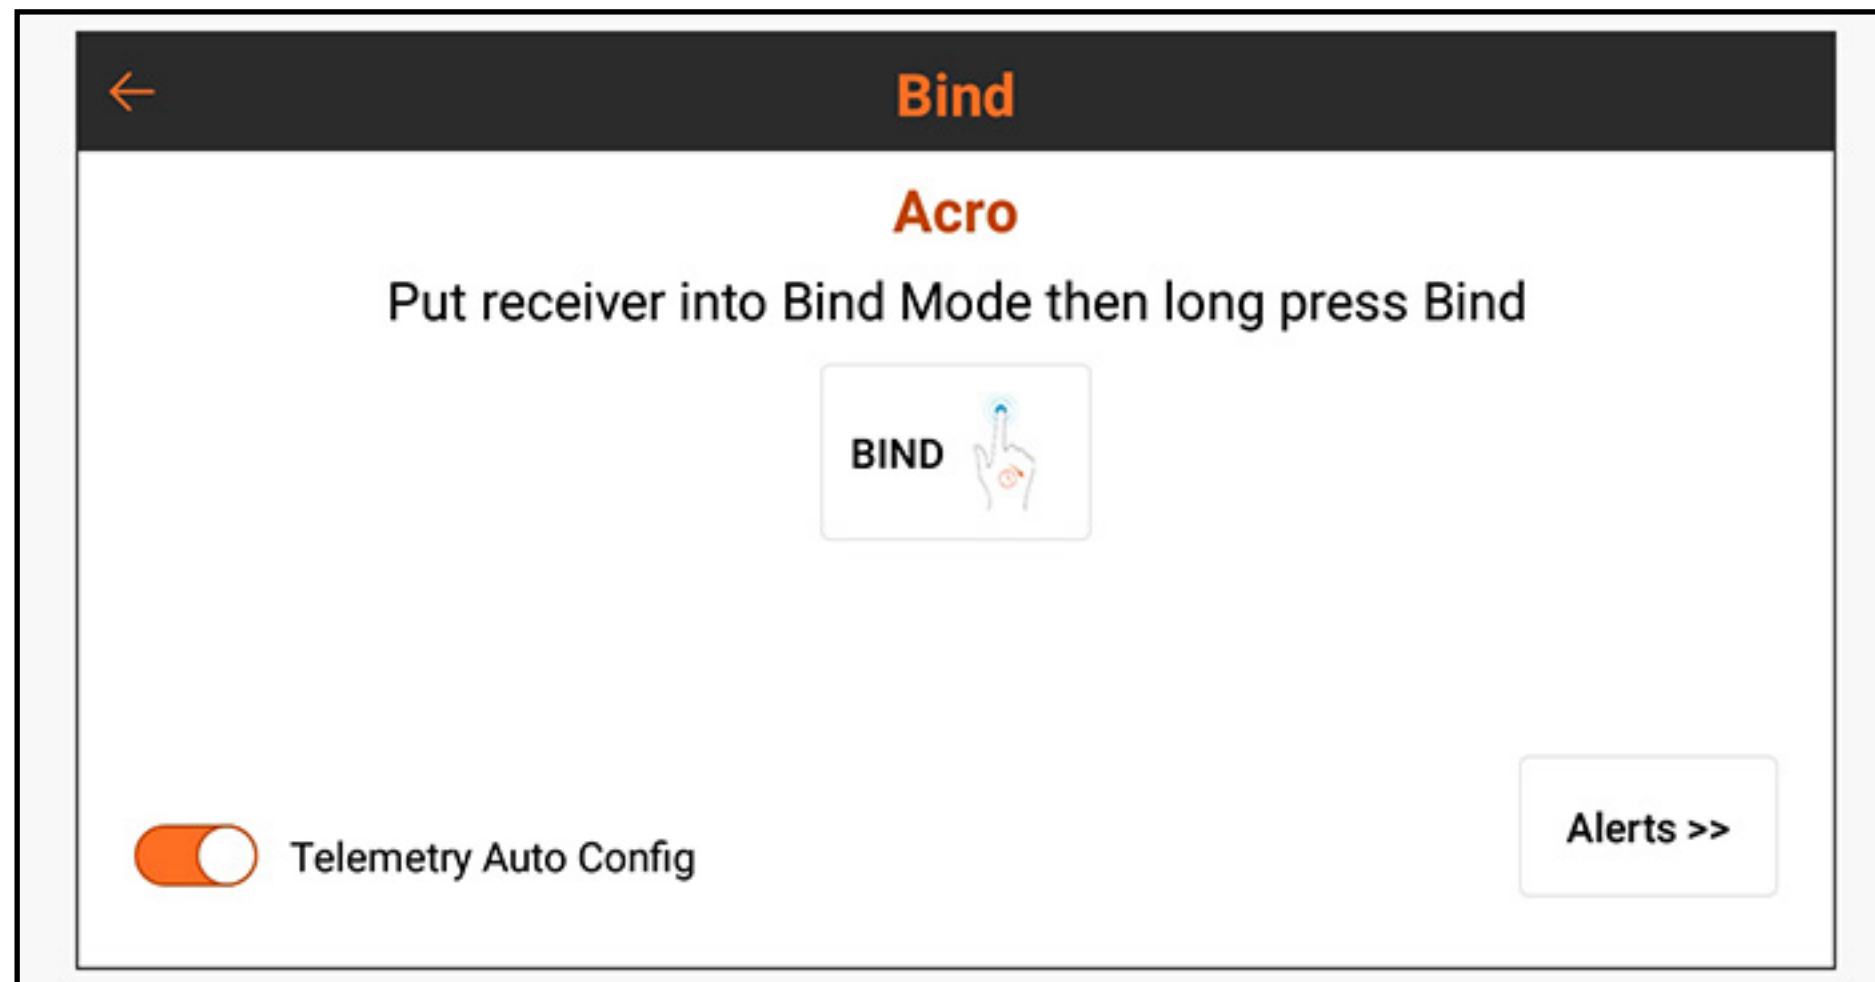 Bind
Acro
Put receiver into Bind Mode then long press Bind
BIND
Telemetry Auto Config
Alerts >>